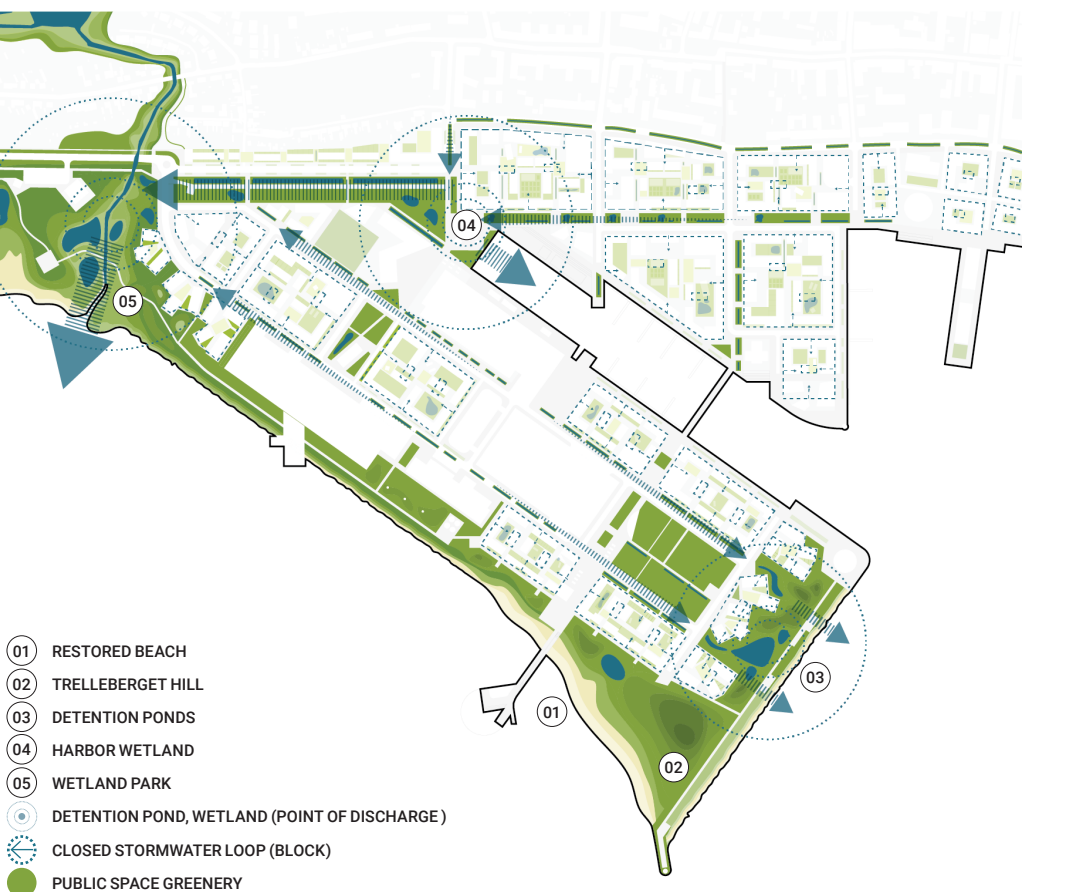 04
05
03
01
02
01 RESTORED BEACH
02 TRELLEBERGET HILL
03 DETENTION PONDS
04 HARBOR WETLAND
05 WETLAND PARK
DETENTION POND, WETLAND (POINT OF DISCHARGE )
CLOSED STORMWATER LOOP (BLOCK)
PUBLIC SPACE GREENERY